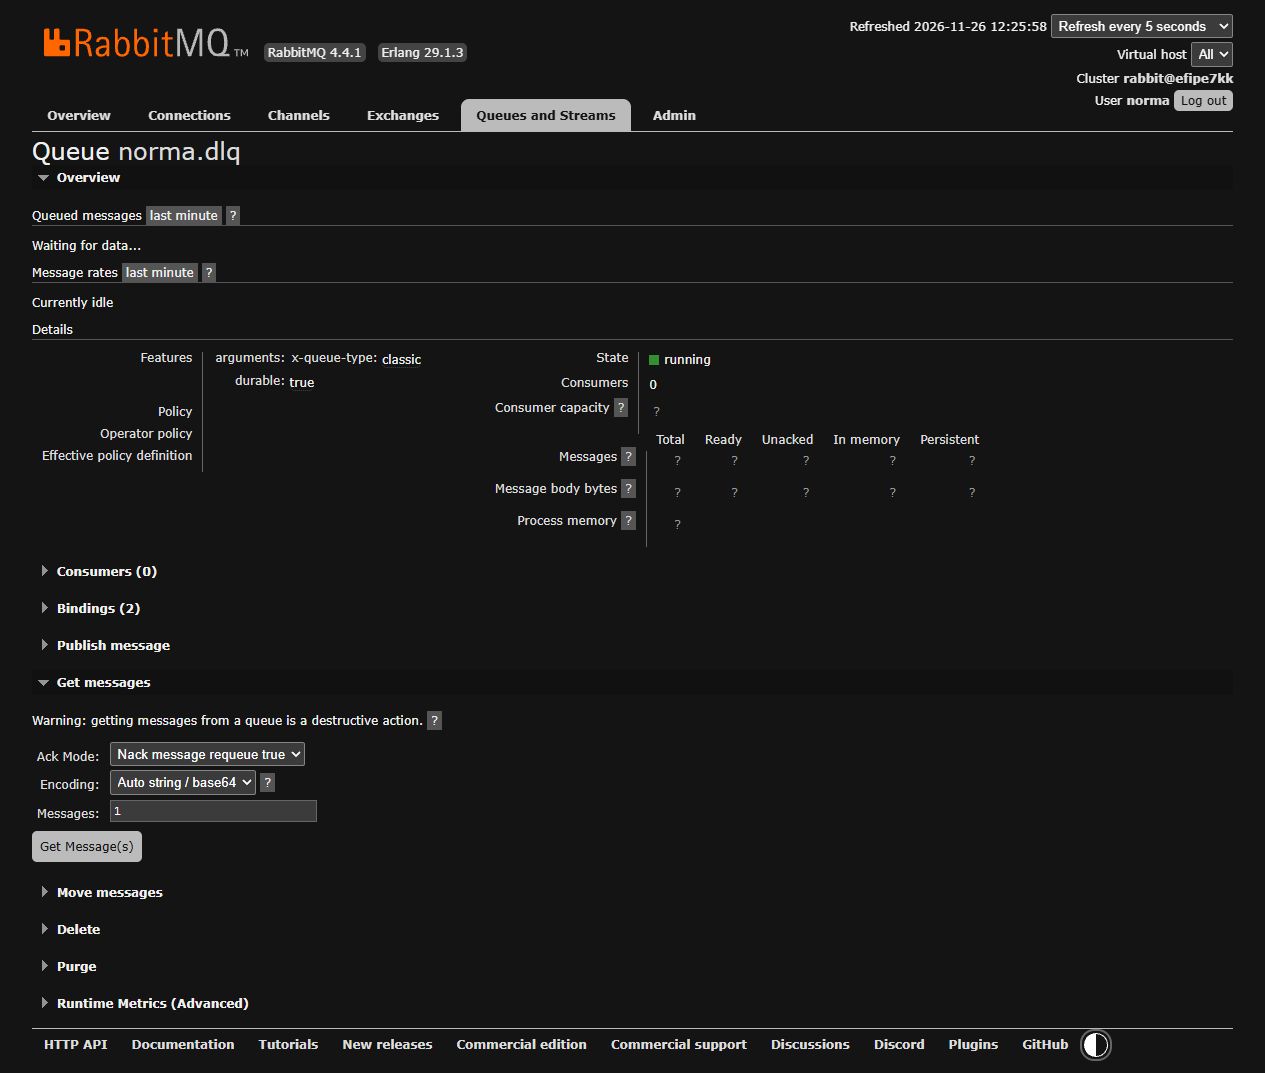 RabbitMQ TM RabbitMQ 4.4.1 Erlang 29.1.3
Refreshed 2026-11-26 12:25:58 Refresh every 5 seconds
Virtual host All
Cluster rabbit@efipe7kk
User norma Log out
Overview Connections Channels Exchanges Queues and Streams Admin
Queue norma.dlq
Overview
Queued messages last minute ?
Waiting for data...
Message rates last minute ?
Currently idle
Details
Features arguments: x-queue-type: classic
durable: true
Policy
Operator policy
Effective policy definition
State running
Consumers 0
Consumer capacity ? ?
Total Ready Unacked In memory Persistent
Messages ? ? ? ? ? ?
Message body bytes ? ? ? ? ? ?
Process memory ? ?
Consumers (0)
Bindings (2)
Publish message
Get messages
Warning: getting messages from a queue is a destructive action. ?
Ack Mode: Nack message requeue true
Encoding: Auto string / base64 ?
Messages: 1
Get Message(s)
Move messages
Delete
Purge
Runtime Metrics (Advanced)
HTTP API Documentation Tutorials New releases Commercial edition Commercial support Discussions Discord Plugins GitHub